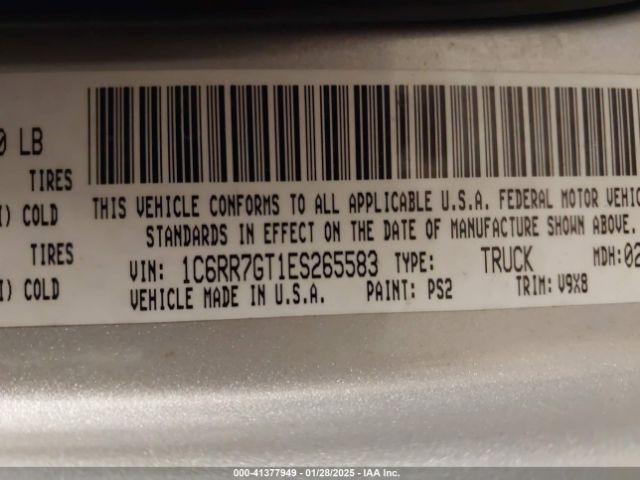 0 LB
TIRES
I) COLD
TIRES
I) COLD
THIS VEHICLE CONFORMS TO ALL APPLICABLE U.S.A. FEDERAL MOTOR VEHIC
STANDARDS IN EFFECT ON THE DATE OF MANUFACTURE SHOWN ABOVE.
VIN: 1C6RR7GT1ES265583 TYPE: TRUCK MDH:02
VEHICLE MADE IN U.S.A. PAINT: PS2 TRIM: V9X8
000-41377949 | 01/28/2025 - IAA Inc.